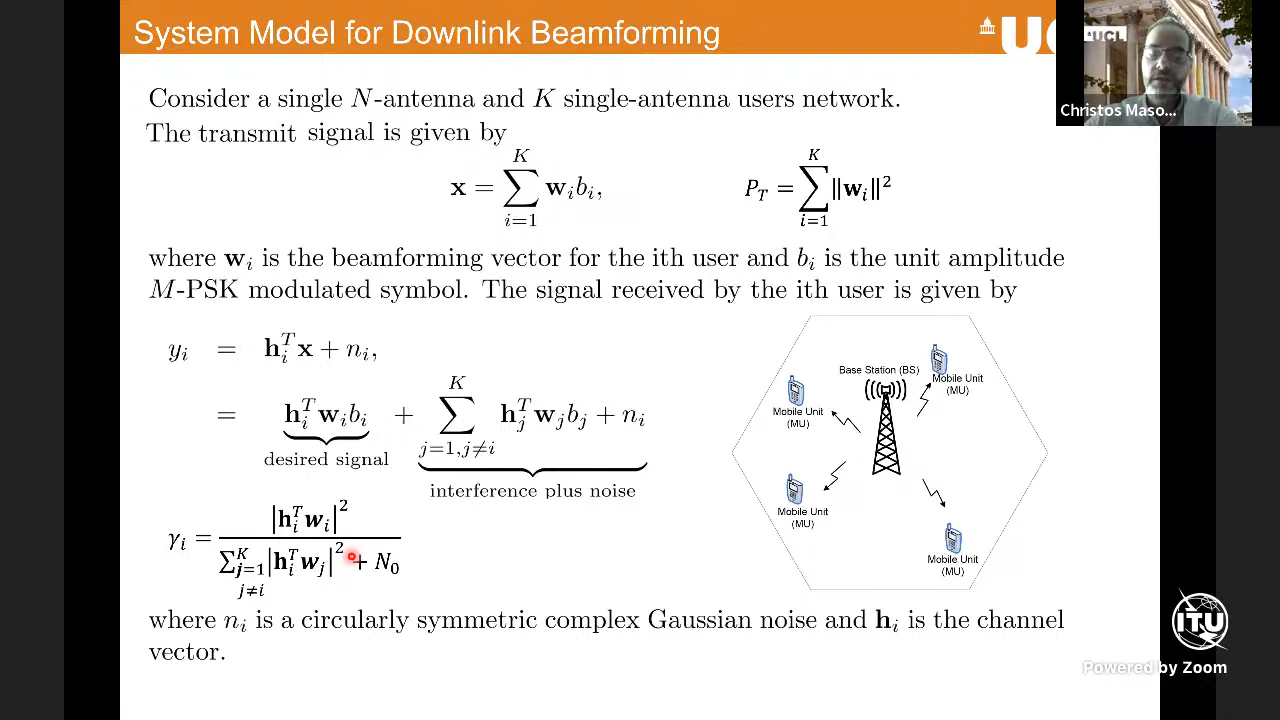 System Model for Downlink Beamforming
UCL
Christos Maso...
Consider a single N-antenna and K single-antenna users network.
The transmit signal is given by
x = ∑_{i=1}^{K} w_i b_i,
P_T = ∑_{i=1}^{K} ‖w_i‖²
where w_i is the beamforming vector for the ith user and b_i is the unit amplitude
M-PSK modulated symbol. The signal received by the ith user is given by
y_i = h_i^T x + n_i,
= h_i^T w_i b_i + ∑_{j=1,j≠i}^{K} h_j^T w_j b_j + n_i
desired signal
interference plus noise
γ_i = |h_i^T w_i|² / (∑_{j=1, j≠i}^{K} |h_i^T w_j|² + N_0)
Base Station (BS)
Mobile Unit
(MU)
Mobile Unit
(MU)
Mobile Unit
(MU)
Mobile Unit
(MU)
where n_i is a circularly symmetric complex Gaussian noise and h_i is the channel
vector.
ITU
Powered by Zoom